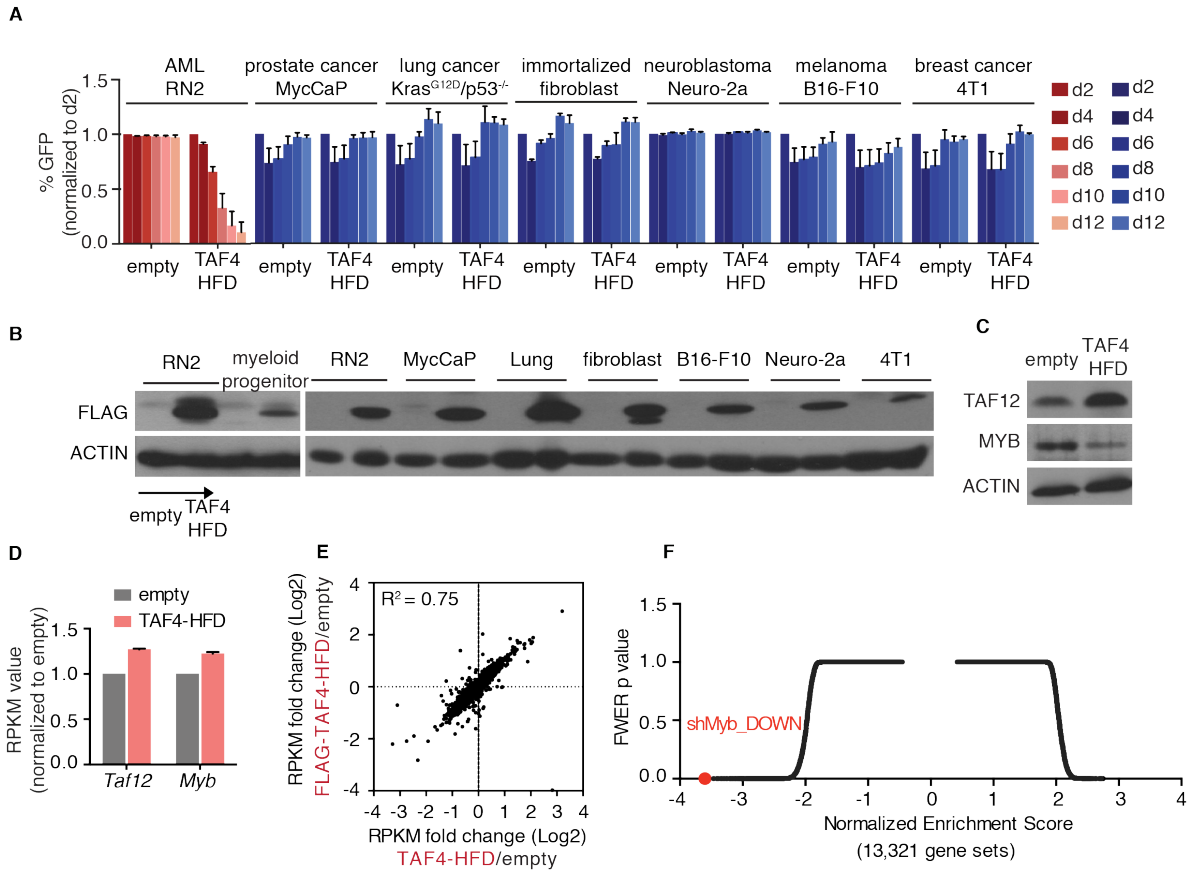 A
AML
RN2
prostate cancer
MycCaP
lung cancer
KrasG12D/p53-/-
immortalized
fibroblast
neuroblastoma
Neuro-2a
melanoma
B16-F10
breast cancer
4T1
% GFP
(normalized to d2)
1.5
1.0
0.5
0.0
empty
TAF4
HFD
empty
TAF4
HFD
empty
TAF4
HFD
empty
TAF4
HFD
empty
TAF4
HFD
empty
TAF4
HFD
empty
TAF4
HFD
d2 d2
d4 d4
d6 d6
d8 d8
d10 d10
d12 d12
B
RN2
myeloid
progenitor
RN2 MycCaP Lung fibroblast B16-F10 Neuro-2a 4T1
FLAG
ACTIN
empty
TAF4
HFD
C
empty
TAF4
HFD
TAF12
MYB
ACTIN
D
empty
TAF4-HFD
RPKM value
(normalized to empty)
1.5
1.0
0.5
0.0
Taf12 Myb
E
RPKM fold change (Log2)
FLAG-TAF4-HFD/empty
R2 = 0.75
4
2
0
-2
-4
-4 -3 -2 -1 0 1 2 3 4
RPKM fold change (Log2)
TAF4-HFD/empty
F
FWER p value
1.5
1.0
0.5
0.0
shMyb_DOWN
-4 -3 -2 -1 0 1 2 3 4
Normalized Enrichment Score
(13,321 gene sets)